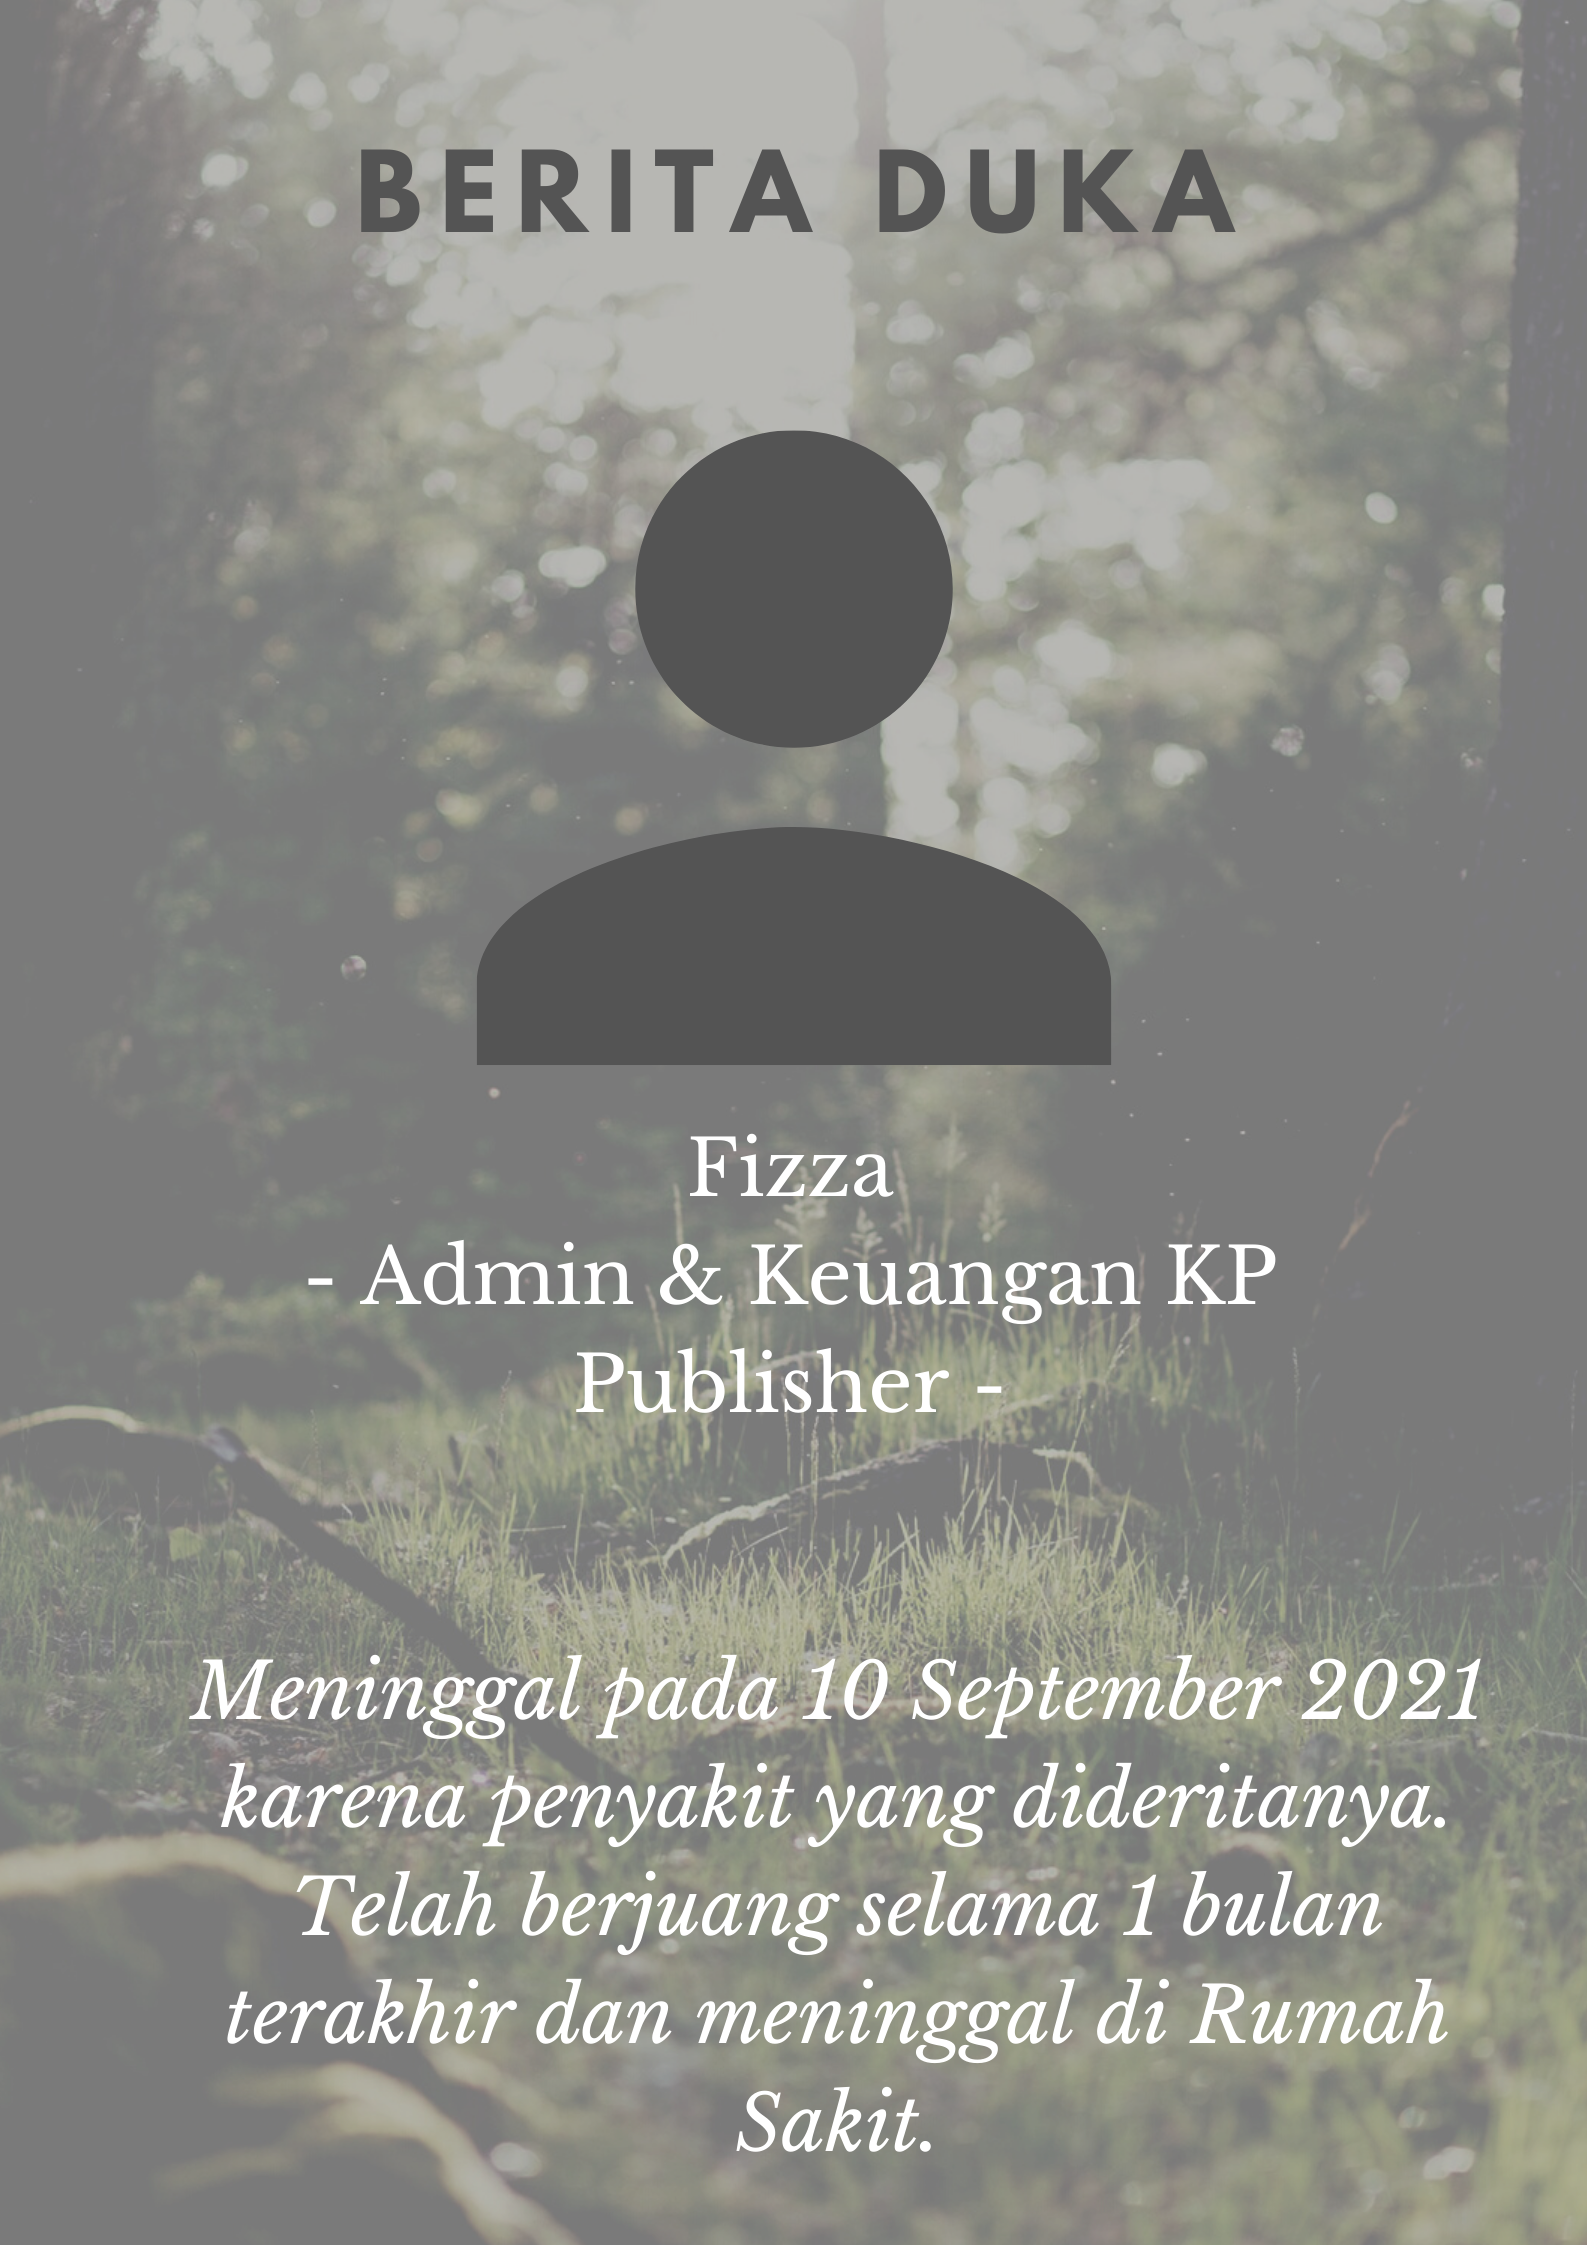 BERITA DUKA
Fizza
- Admin & Keuangan KP
Publisher -
Meninggal pada 10 September 2021
karena penyakit yang dideritanya.
Telah berjuang selama 1 bulan
terakhir dan meninggal di Rumah
Sakit.